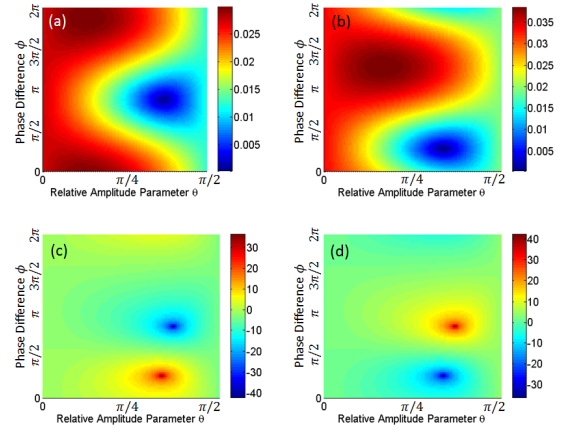 (a)
Phase Difference ϕ
2π
3π/2
π
π/2
0
0
π/4
π/2
Relative Amplitude Parameter θ
0.025
0.02
0.015
0.01
0.005
(b)
Phase Difference ϕ
2π
3π/2
π
π/2
0
0
π/4
π/2
Relative Amplitude Parameter θ
0.035
0.03
0.025
0.02
0.015
0.01
0.005
(c)
Phase Difference ϕ
2π
3π/2
π
π/2
0
0
π/4
π/2
Relative Amplitude Parameter θ
30
20
10
0
-10
-20
-30
-40
(d)
Phase Difference ϕ
2π
3π/2
π
π/2
0
0
π/4
π/2
Relative Amplitude Parameter θ
40
30
20
10
0
-10
-20
-30